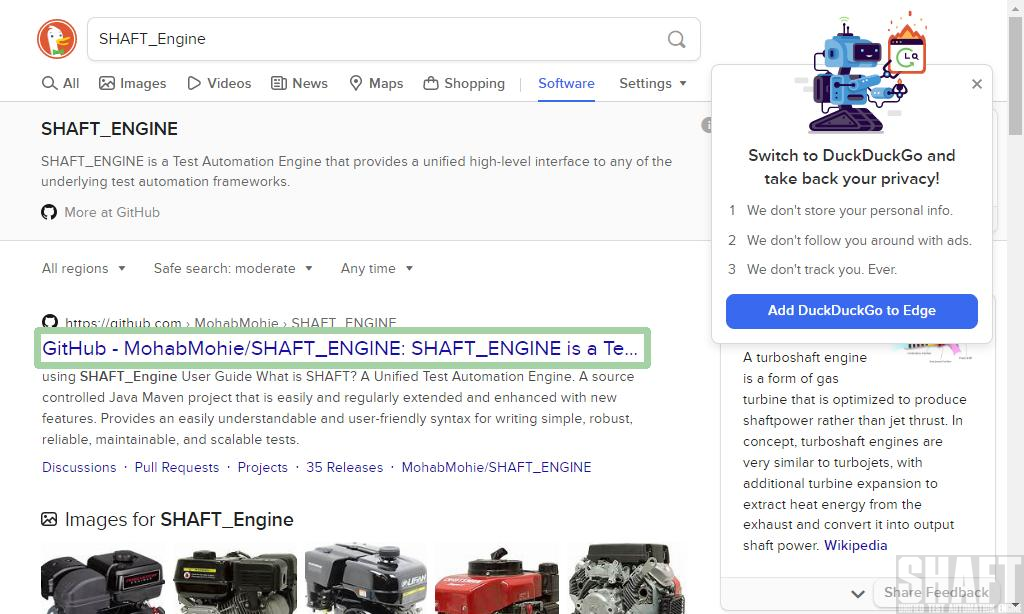 SHAFT_Engine
All Images Videos News Maps Shopping Software Settings
SHAFT_ENGINE
SHAFT_ENGINE is a Test Automation Engine that provides a unified high-level interface to any of the
underlying test automation frameworks.
More at GitHub
All regions Safe search: moderate Any time
https://github.com › MohabMohie › SHAFT_ENGINE
GitHub - MohabMohie/SHAFT_ENGINE: SHAFT_ENGINE is a Te...
using SHAFT_Engine User Guide What is SHAFT? A Unified Test Automation Engine. A source
controlled Java Maven project that is easily and regularly extended and enhanced with new
features. Provides an easily understandable and user-friendly syntax for writing simple, robust,
reliable, maintainable, and scalable tests.
Discussions · Pull Requests · Projects · 35 Releases · MohabMohie/SHAFT_ENGINE
Images for SHAFT_Engine
LIFAN
Switch to DuckDuckGo and
take back your privacy!
1 We don't store your personal info.
2 We don't follow you around with ads.
3 We don't track you. Ever.
Add DuckDuckGo to Edge
A turboshaft engine
is a form of gas
turbine that is optimized to produce
shaftpower rather than jet thrust. In
concept, turboshaft engines are
very similar to turbojets, with
additional turbine expansion to
extract heat energy from the
exhaust and convert it into output
shaft power. Wikipedia
SHAFT
Share Feedback